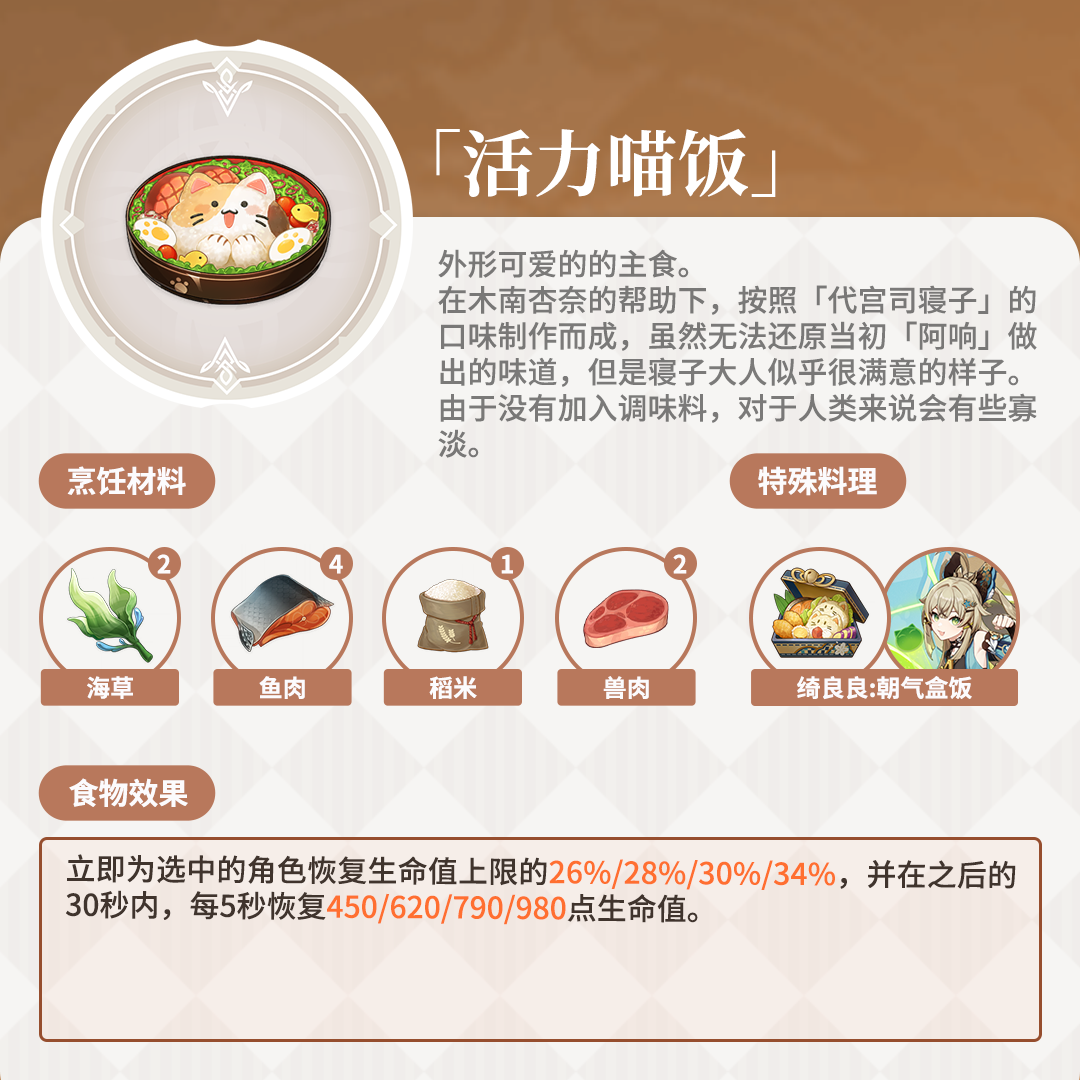 「活力喵饭」
外形可爱的的主食。
在木南杏奈的帮助下，按照「代宫司寝子」的
口味制作而成，虽然无法还原当初「阿响」做
出的味道，但是寝子大人似乎很满意的样子。
由于没有加入调味料，对于人类来说会有些寡
淡。
烹饪材料
特殊料理
2
4
1
2
海草
鱼肉
稻米
兽肉
绮良良:朝气盒饭
食物效果
立即为选中的角色恢复生命值上限的26%/28%/30%/34%，并在之后的
30秒内，每5秒恢复450/620/790/980点生命值。